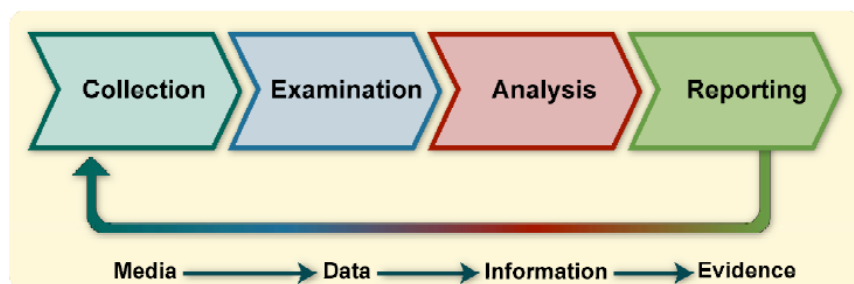 Collection Examination Analysis Reporting
Media Data Information Evidence